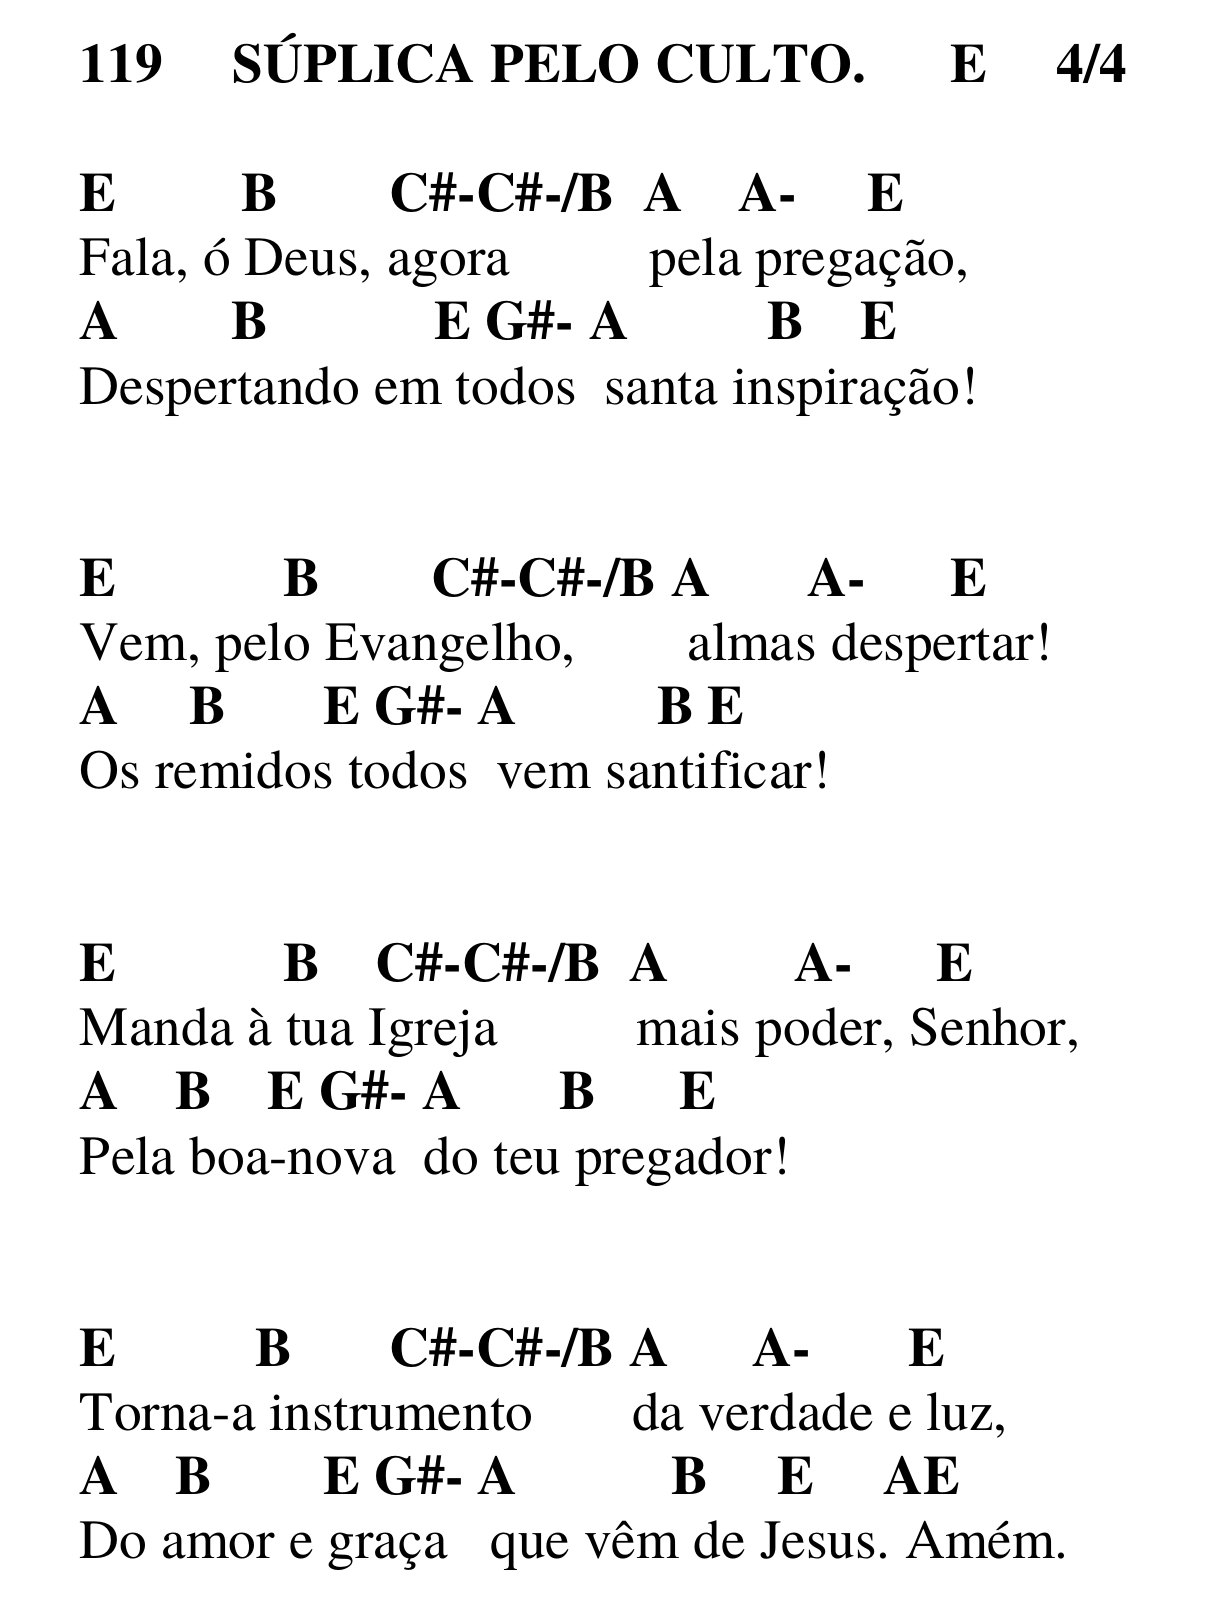 119 SÚPLICA PELO CULTO. E 4/4
E B C#-C#-/B A A- E
Fala, ó Deus, agora pela pregação,
A B E G#- A B E
Despertando em todos santa inspiração!
E B C#-C#-/B A A- E
Vem, pelo Evangelho, almas despertar!
A B E G#- A B E
Os remidos todos vem santificar!
E B C#-C#-/B A A- E
Manda à tua Igreja mais poder, Senhor,
A B E G#- A B E
Pela boa-nova do teu pregador!
E B C#-C#-/B A A- E
Torna-a instrumento da verdade e luz,
A B E G#- A B E AE
Do amor e graça que vêm de Jesus. Amém.